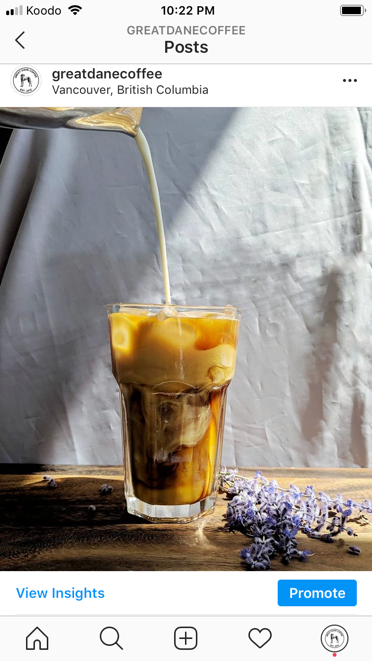 Koodo 10:22 PM
GREATDANECOFFEE
Posts
greatdanecoffee
Vancouver, British Columbia
View Insights
Promote